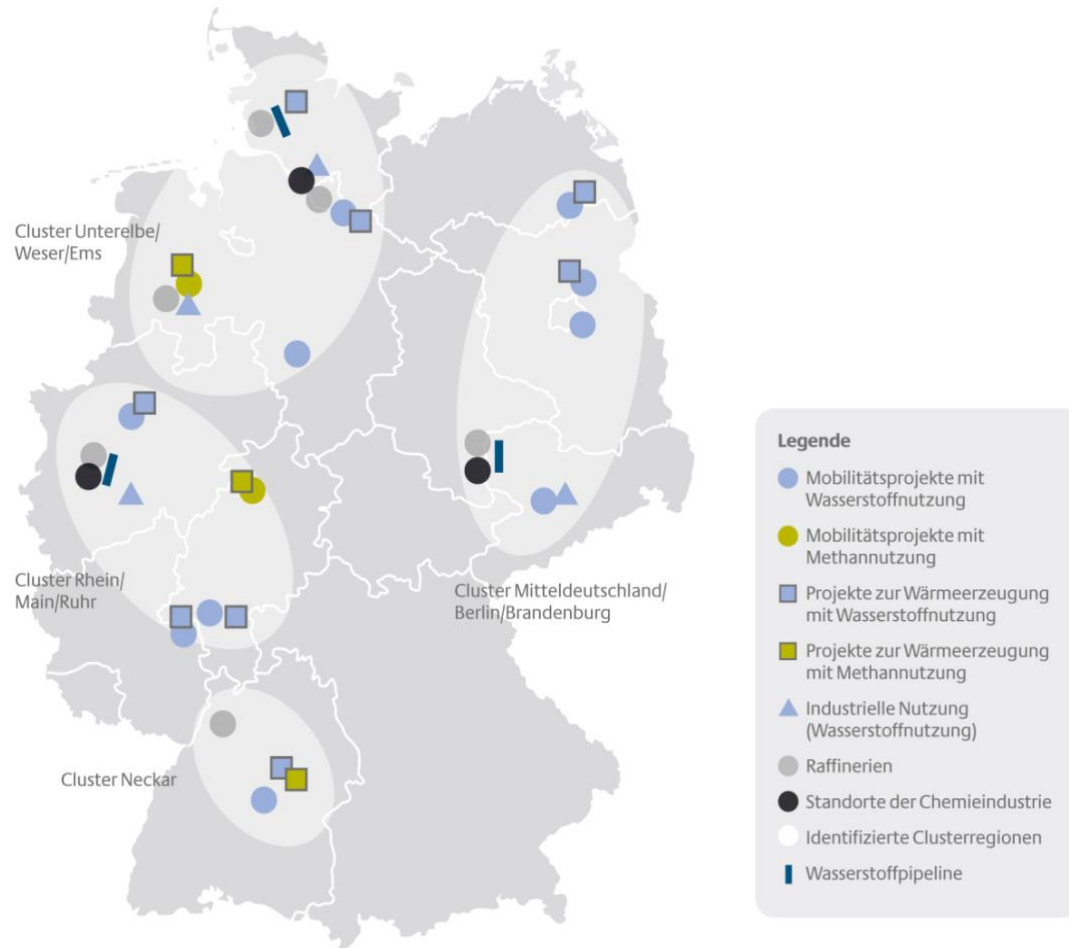 Cluster Unterelbe/
Weser/Ems
Cluster Rhein/
Main/Ruhr
Cluster Mitteldeutschland/
Berlin/Brandenburg
Cluster Neckar
Legende
Mobilitätsprojekte mit
Wasserstoffnutzung
Mobilitätsprojekte mit
Methannutzung
Projekte zur Wärmeerzeugung
mit Wasserstoffnutzung
Projekte zur Wärmeerzeugung
mit Methannutzung
Industrielle Nutzung
(Wasserstoffnutzung)
Raffinerien
Standorte der Chemieindustrie
Identifizierte Clusterregionen
Wasserstoffpipeline